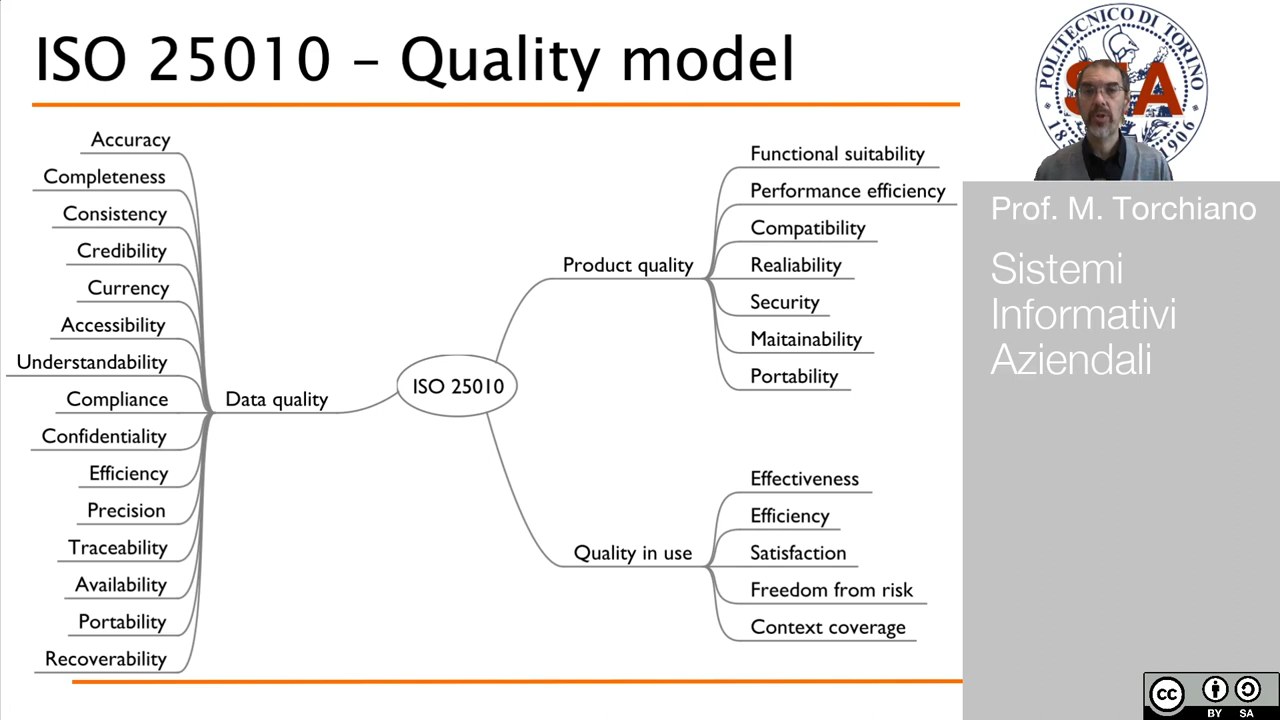 ISO 25010 – Quality model
Accuracy
Completeness
Consistency
Credibility
Currency
Accessibility
Understandability
Compliance
Confidentiality
Efficiency
Precision
Traceability
Availability
Portability
Recoverability
Data quality
ISO 25010
Product quality
Functional suitability
Performance efficiency
Compatibility
Realiability
Security
Maitainability
Portability
Quality in use
Effectiveness
Efficiency
Satisfaction
Freedom from risk
Context coverage
POLITECNICO DI TORINO
1906
Prof. M. Torchiano
Sistemi
Informativi
Aziendali
cc
BY SA